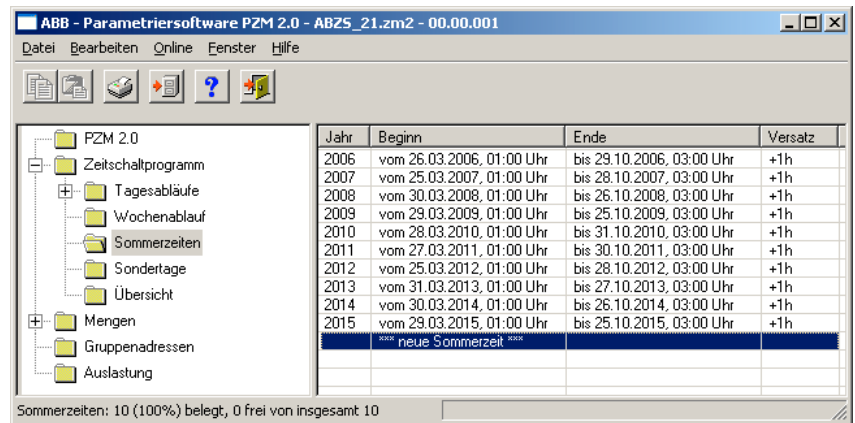 ABB - Parametriersoftware PZM 2.0 - ABZS_21.zm2 - 00.00.001
Datei Bearbeiten Online Fenster Hilfe
PZM 2.0
Zeitschaltprogramm
Tagesabläufe
Wochenablauf
Sommerzeiten
Sondertage
Übersicht
Mengen
Gruppenadressen
Auslastung
Jahr Beginn Ende Versatz
2006 vom 26.03.2006, 01:00 Uhr bis 29.10.2006, 03:00 Uhr +1h
2007 vom 25.03.2007, 01:00 Uhr bis 28.10.2007, 03:00 Uhr +1h
2008 vom 30.03.2008, 01:00 Uhr bis 26.10.2008, 03:00 Uhr +1h
2009 vom 29.03.2009, 01:00 Uhr bis 25.10.2009, 03:00 Uhr +1h
2010 vom 28.03.2010, 01:00 Uhr bis 31.10.2010, 03:00 Uhr +1h
2011 vom 27.03.2011, 01:00 Uhr bis 30.10.2011, 03:00 Uhr +1h
2012 vom 25.03.2012, 01:00 Uhr bis 28.10.2012, 03:00 Uhr +1h
2013 vom 31.03.2013, 01:00 Uhr bis 27.10.2013, 03:00 Uhr +1h
2014 vom 30.03.2014, 01:00 Uhr bis 26.10.2014, 03:00 Uhr +1h
2015 vom 29.03.2015, 01:00 Uhr bis 25.10.2015, 03:00 Uhr +1h
*** neue Sommerzeit ***
Sommerzeiten: 10 (100%) belegt, 0 frei von insgesamt 10